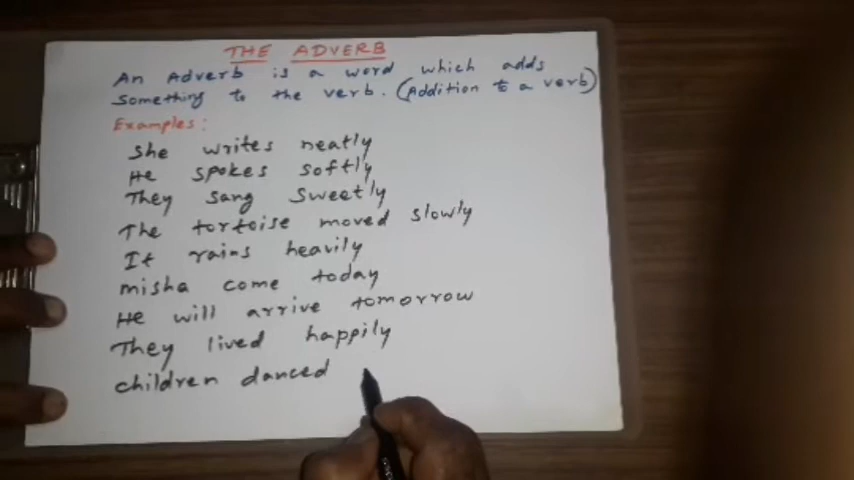 THE ADVERB
An Adverb is a word which adds
something to the verb. (Addition to a verb)
Examples:
She writes neatly
He spokes softly
They sang sweetly
The tortoise moved slowly
It rains heavily
misha come today
He will arrive tomorrow
They lived happily
children danced